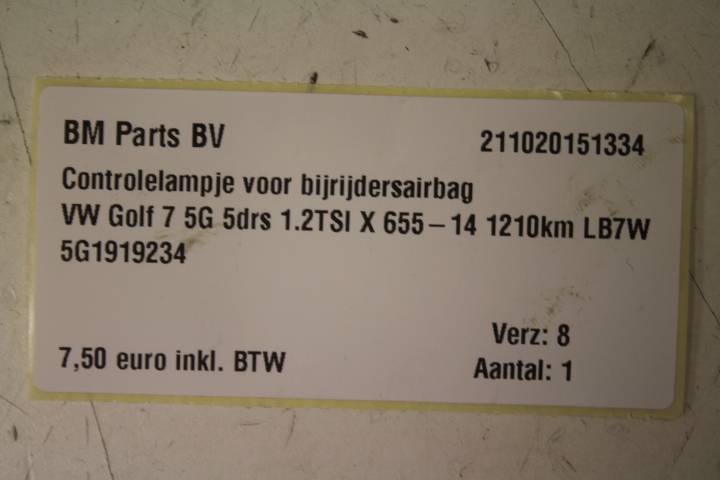 BM Parts BV 211020151334
Controlelampje voor bijrijdersairbag
VW Golf 7 5G 5drs 1.2TSI X 655-14 1210km LB7W
5G1919234
Verz: 8
7,50 euro inkl. BTW Aantal: 1